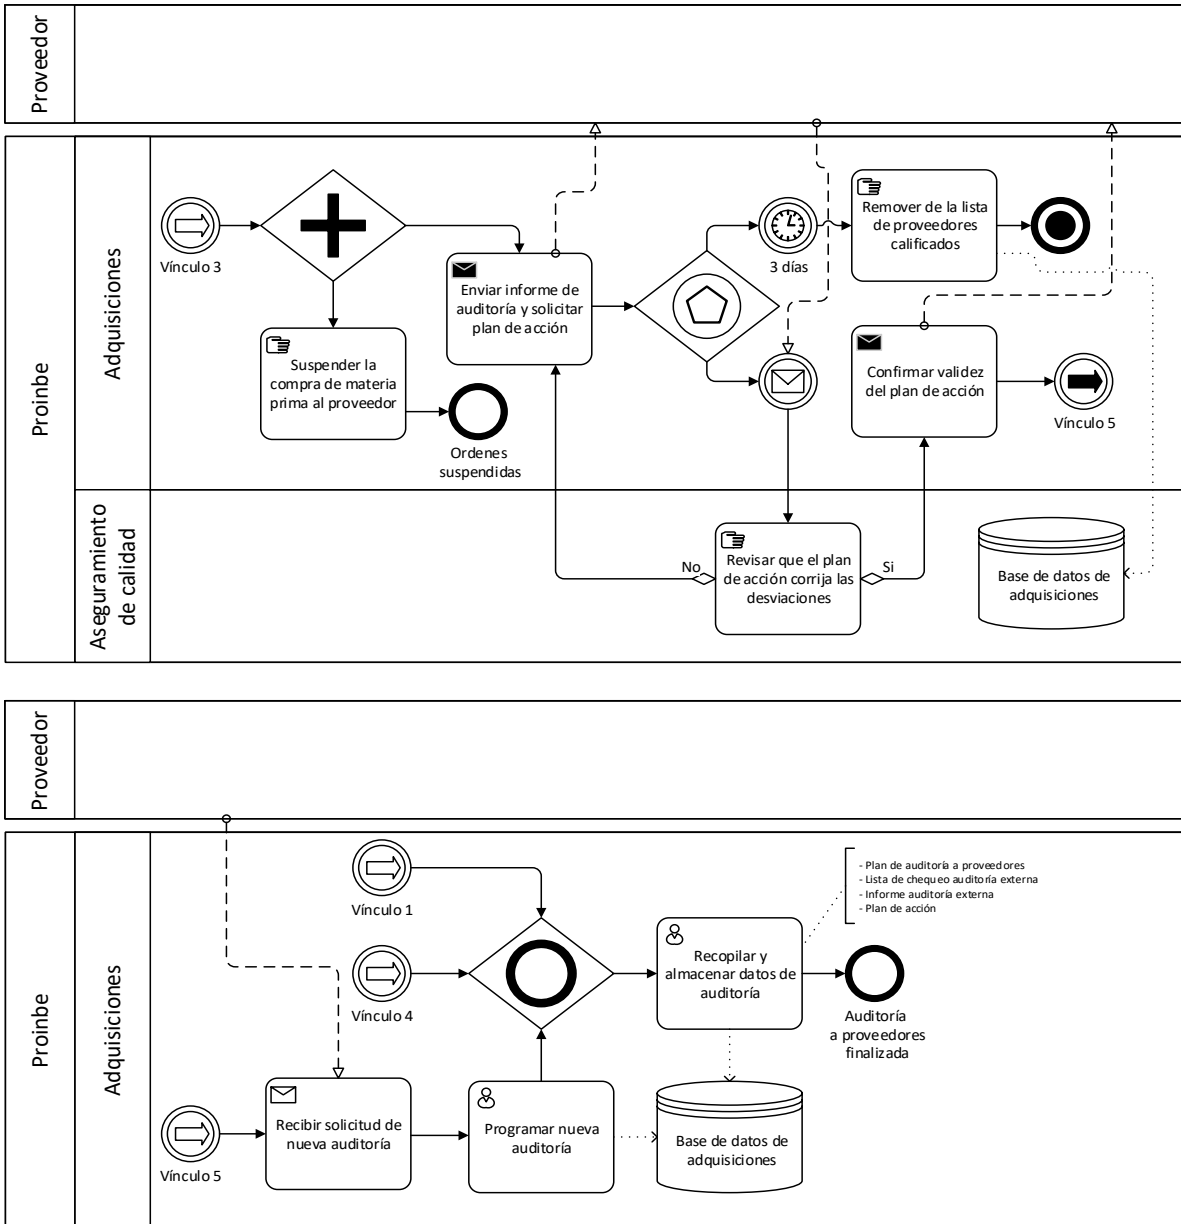 Proveedor
Proinbe
Adquisiciones
Vínculo 3
Enviar informe de
auditoría y solicitar
plan de acción
Suspender la
compra de materia
prima al proveedor
Ordenes
suspendidas
3 días
Remover de la lista
de proveedores
calificados
Confirmar validez
del plan de acción
Vínculo 5
Aseguramiento
de calidad
No
Revisar que el plan
de acción corrija las
desviaciones
Si
Base de datos de
adquisiciones
Proveedor
Proinbe
Adquisiciones
Vínculo 1
Vínculo 4
Vínculo 5
Recibir solicitud de
nueva auditoría
Programar nueva
auditoría
Recopilar y
almacenar datos de
auditoría
- Plan de auditoría a proveedores
- Lista de chequeo auditoría externa
- Informe auditoría externa
- Plan de acción
Auditoría
a proveedores
finalizada
Base de datos de
adquisiciones